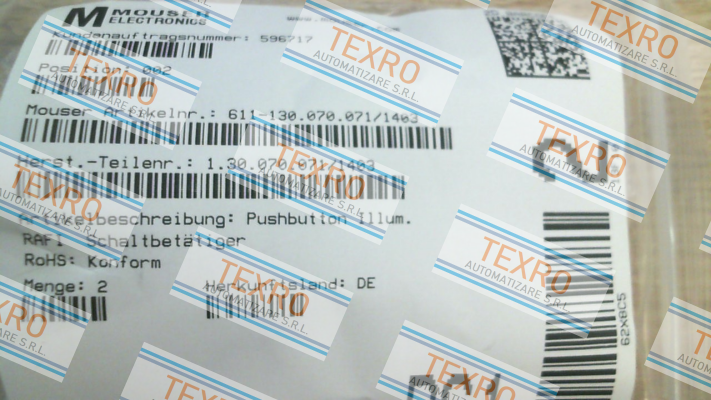 MOUSER
ELECTRONICS
Kundenauftragsnummer: 596717
Position: 002
Mouser Artikelnr.: 611-130.070.071/1403
Herst.-Teilenr.: 1.30.070.071/1403
Artikelbeschreibung: Pushbutton illum.
RAFI Schaltbetätiger
RoHS: Konform
Menge: 2
Herkunftsland: DE
62X8C5
TEXRO
AUTOMATIZARE S.R.L.